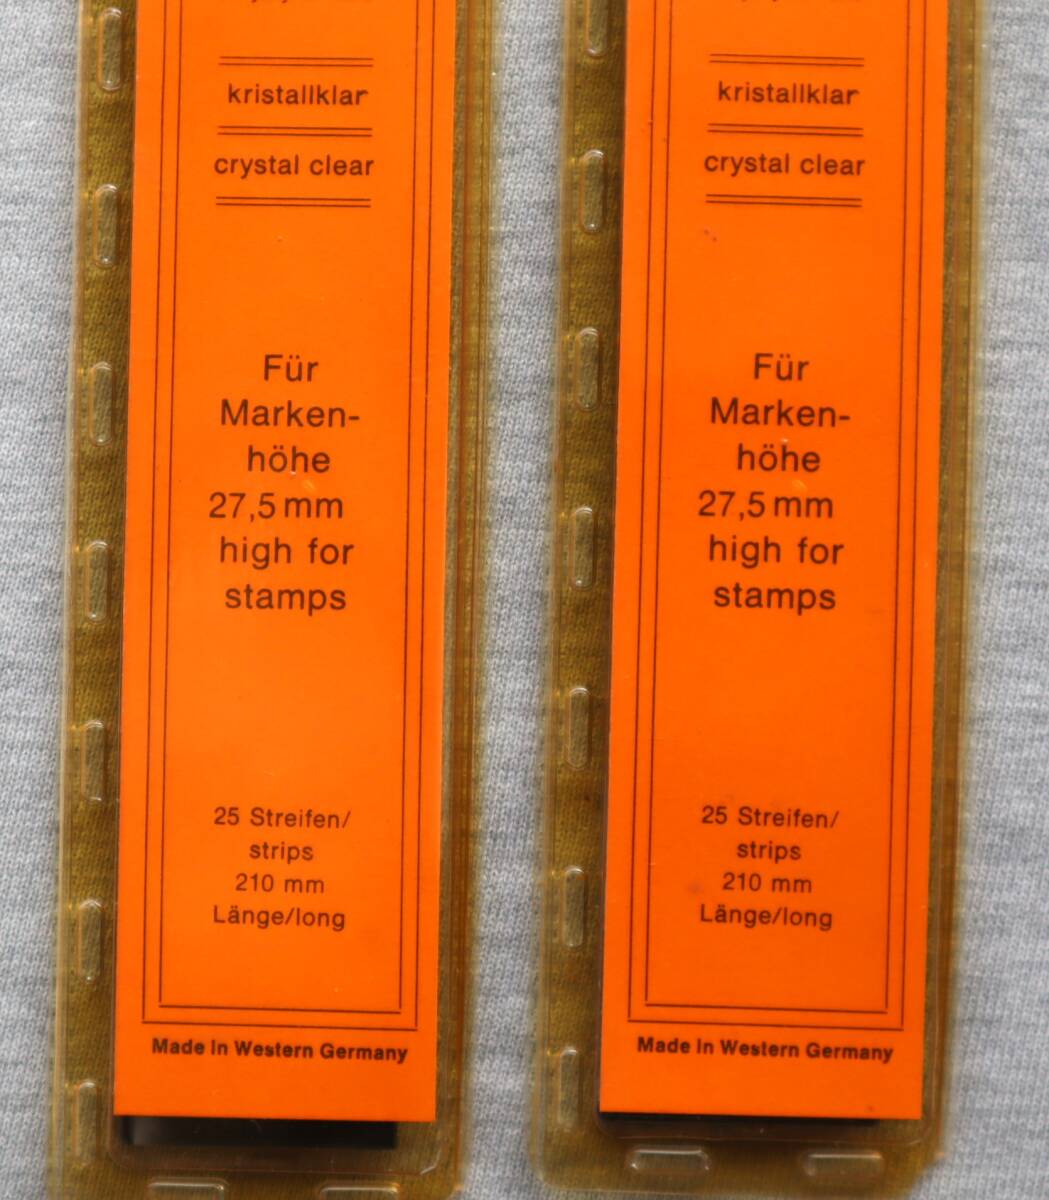 kristallklar
crystal clear
Für
Marken-
höhe
27,5 mm
high for
stamps
25 Streifen/
strips
210 mm
Länge/long
Made in Western Germany
kristallklar
crystal clear
Für
Marken-
höhe
27,5 mm
high for
stamps
25 Streifen/
strips
210 mm
Länge/long
Made in Western Germany